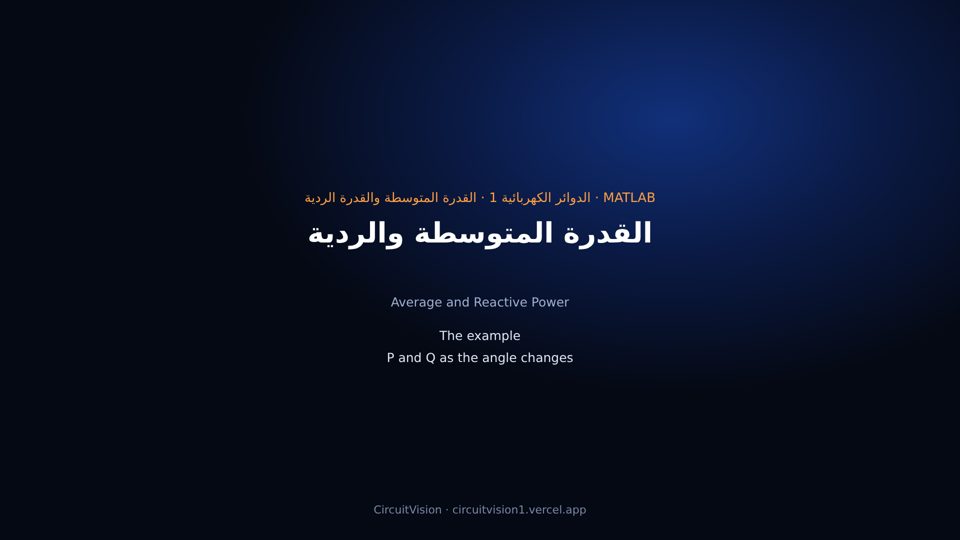 MATLAB · الدوائر الكهربائية 1 · القدرة المتوسطة والقدرة الردية
القدرة المتوسطة والردية
Average and Reactive Power
The example
P and Q as the angle changes
CircuitVision · circuitvision1.vercel.app